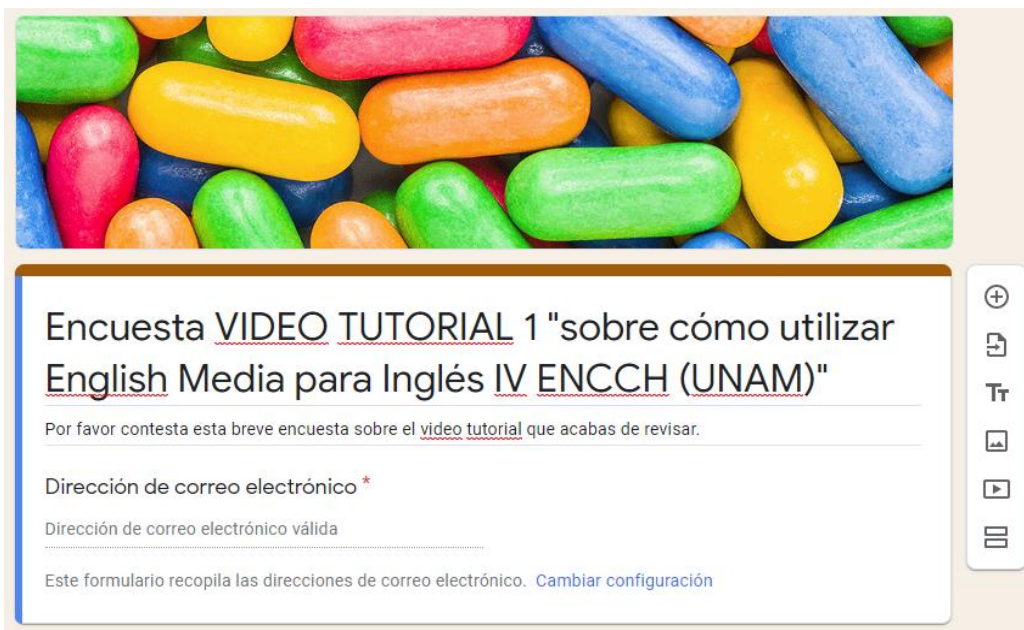 Encuesta VIDEO TUTORIAL 1 "sobre cómo utilizar
English Media para Inglés IV ENCCH (UNAM)"
Por favor contesta esta breve encuesta sobre el video tutorial que acabas de revisar.
Dirección de correo electrónico *
Dirección de correo electrónico válida
Este formulario recopila las direcciones de correo electrónico. Cambiar configuración
Tт